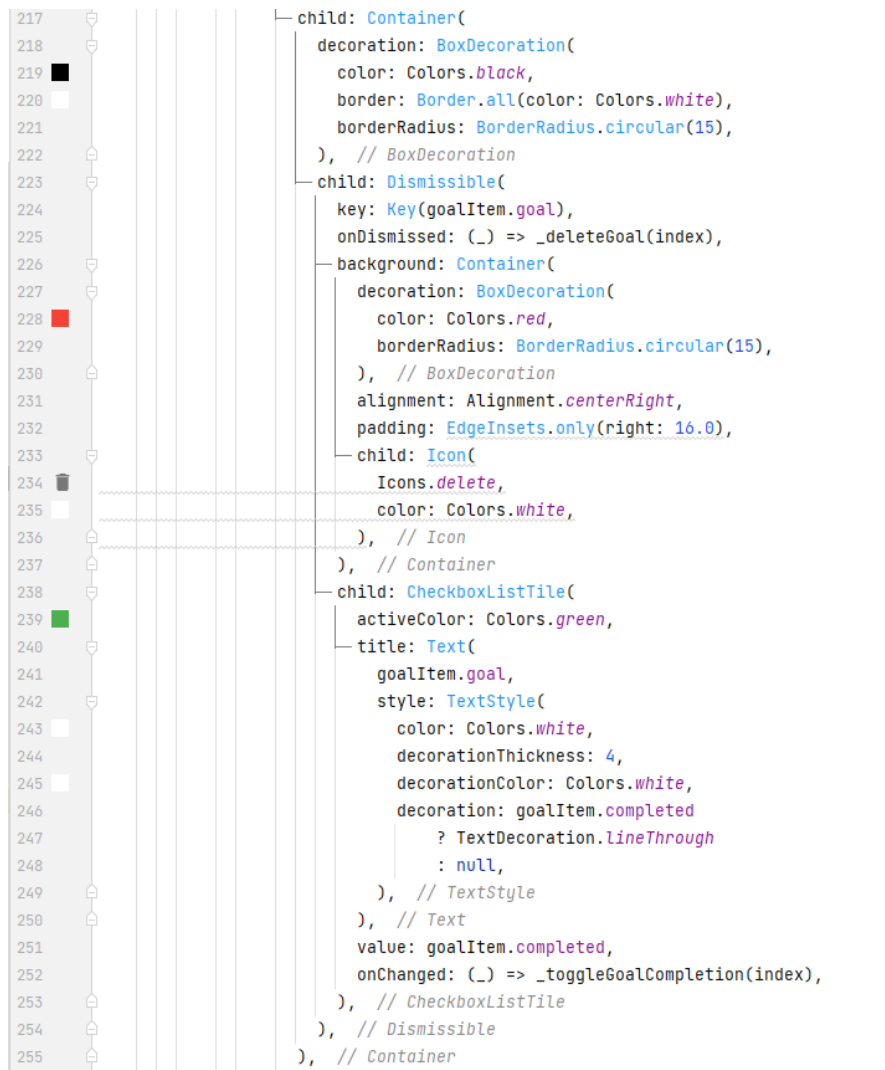 217 child: Container(
218 decoration: BoxDecoration(
219 color: Colors.black,
220 border: Border.all(color: Colors.white),
221 borderRadius: BorderRadius.circular(15),
222 ), // BoxDecoration
223 child: Dismissible(
224 key: Key(goalItem.goal),
225 onDismissed: (_) => _deleteGoal(index),
226 background: Container(
227 decoration: BoxDecoration(
228 color: Colors.red,
229 borderRadius: BorderRadius.circular(15),
230 ), // BoxDecoration
231 alignment: Alignment.centerRight,
232 padding: EdgeInsets.only(right: 16.0),
233 child: Icon(
234 Icons.delete,
235 color: Colors.white,
236 ), // Icon
237 ), // Container
238 child: CheckboxListTile(
239 activeColor: Colors.green,
240 title: Text(
241 goalItem.goal,
242 style: TextStyle(
243 color: Colors.white,
244 decorationThickness: 4,
245 decorationColor: Colors.white,
246 decoration: goalItem.completed
247 ? TextDecoration.lineThrough
248 : null,
249 ), // TextStyle
250 ), // Text
251 value: goalItem.completed,
252 onChanged: (_) => _toggleGoalCompletion(index),
253 ), // CheckboxListTile
254 ), // Dismissible
255 ), // Container